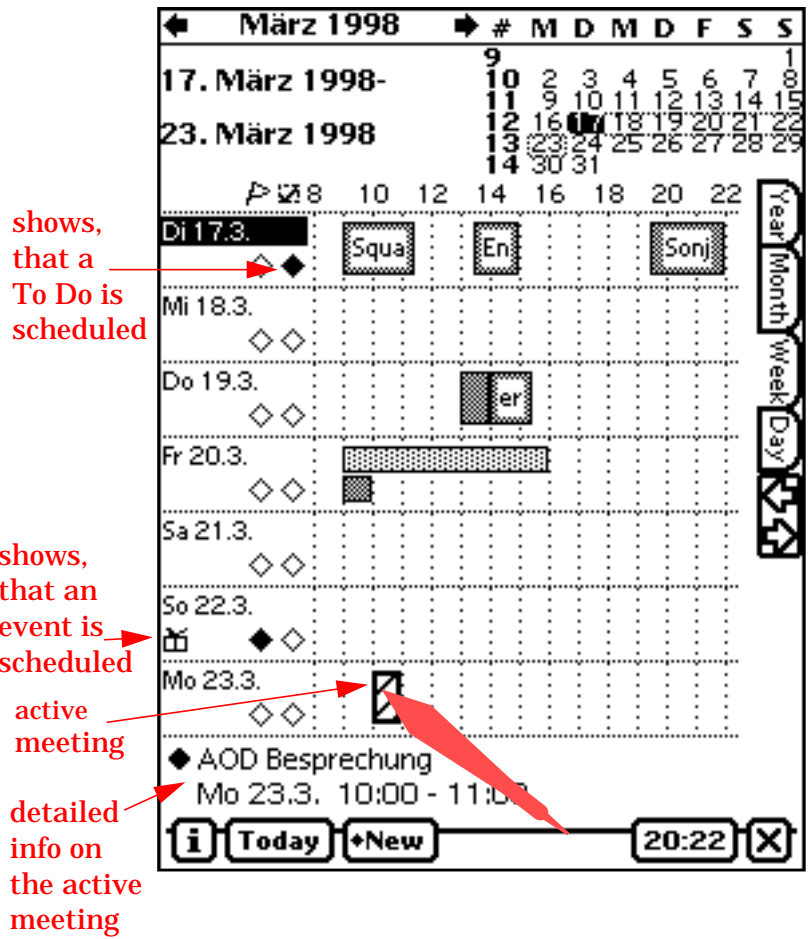 März 1998 # M D M D F S S
9 1
17. März 1998- 10 2 3 4 5 6 7 8
11 9 10 11 12 13 14 15
23. März 1998 12 16 17 18 19 20 21 22
13 23 24 25 26 27 28 29
14 30 31
8 10 12 14 16 18 20 22
Year
Month
Week
Day
Di 17.3.
Squa En Sonj
shows,
that a
To Do is
scheduled
Mi 18.3.
Do 19.3.
er
Fr 20.3.
Sa 21.3.
shows,
that an
event is
scheduled
So 22.3.
Mo 23.3.
active
meeting
AOD Besprechung
Mo 23.3. 10:00 - 11:00
detailed
info on
the active
meeting
i Today New 20:22 X